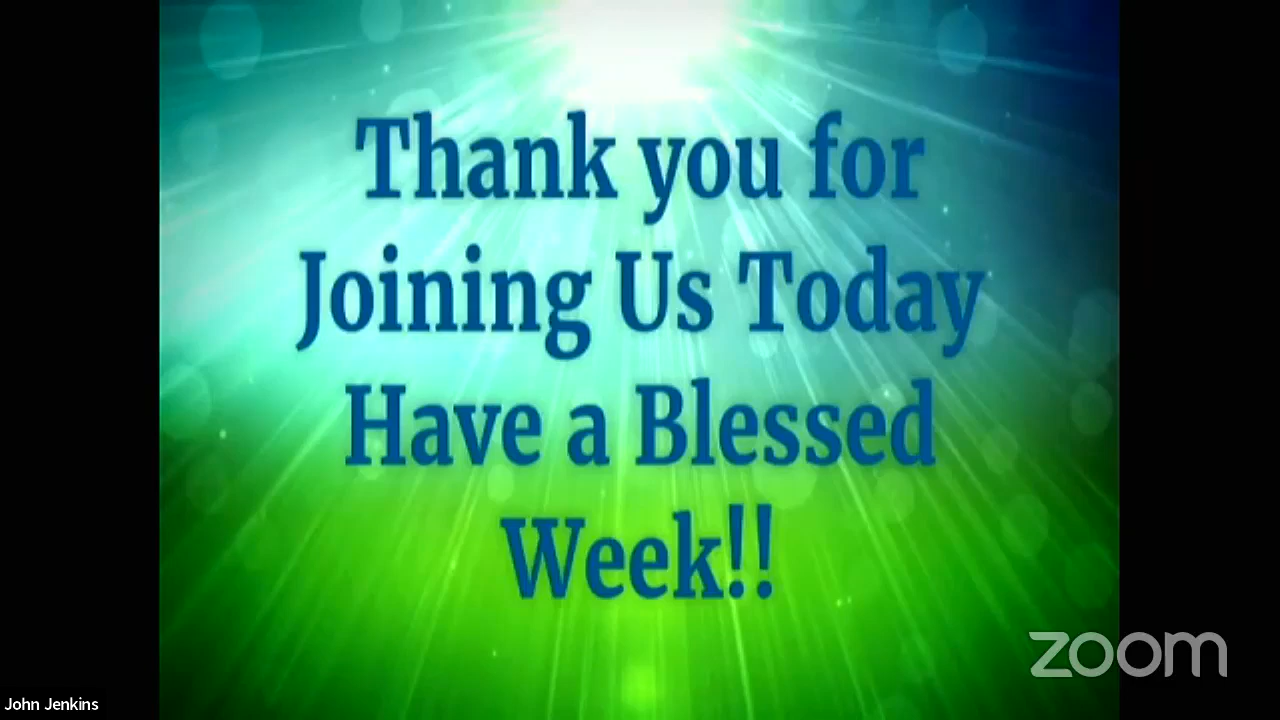 Thank you for
Joining Us Today
Have a Blessed
Week!!
zoom
John Jenkins